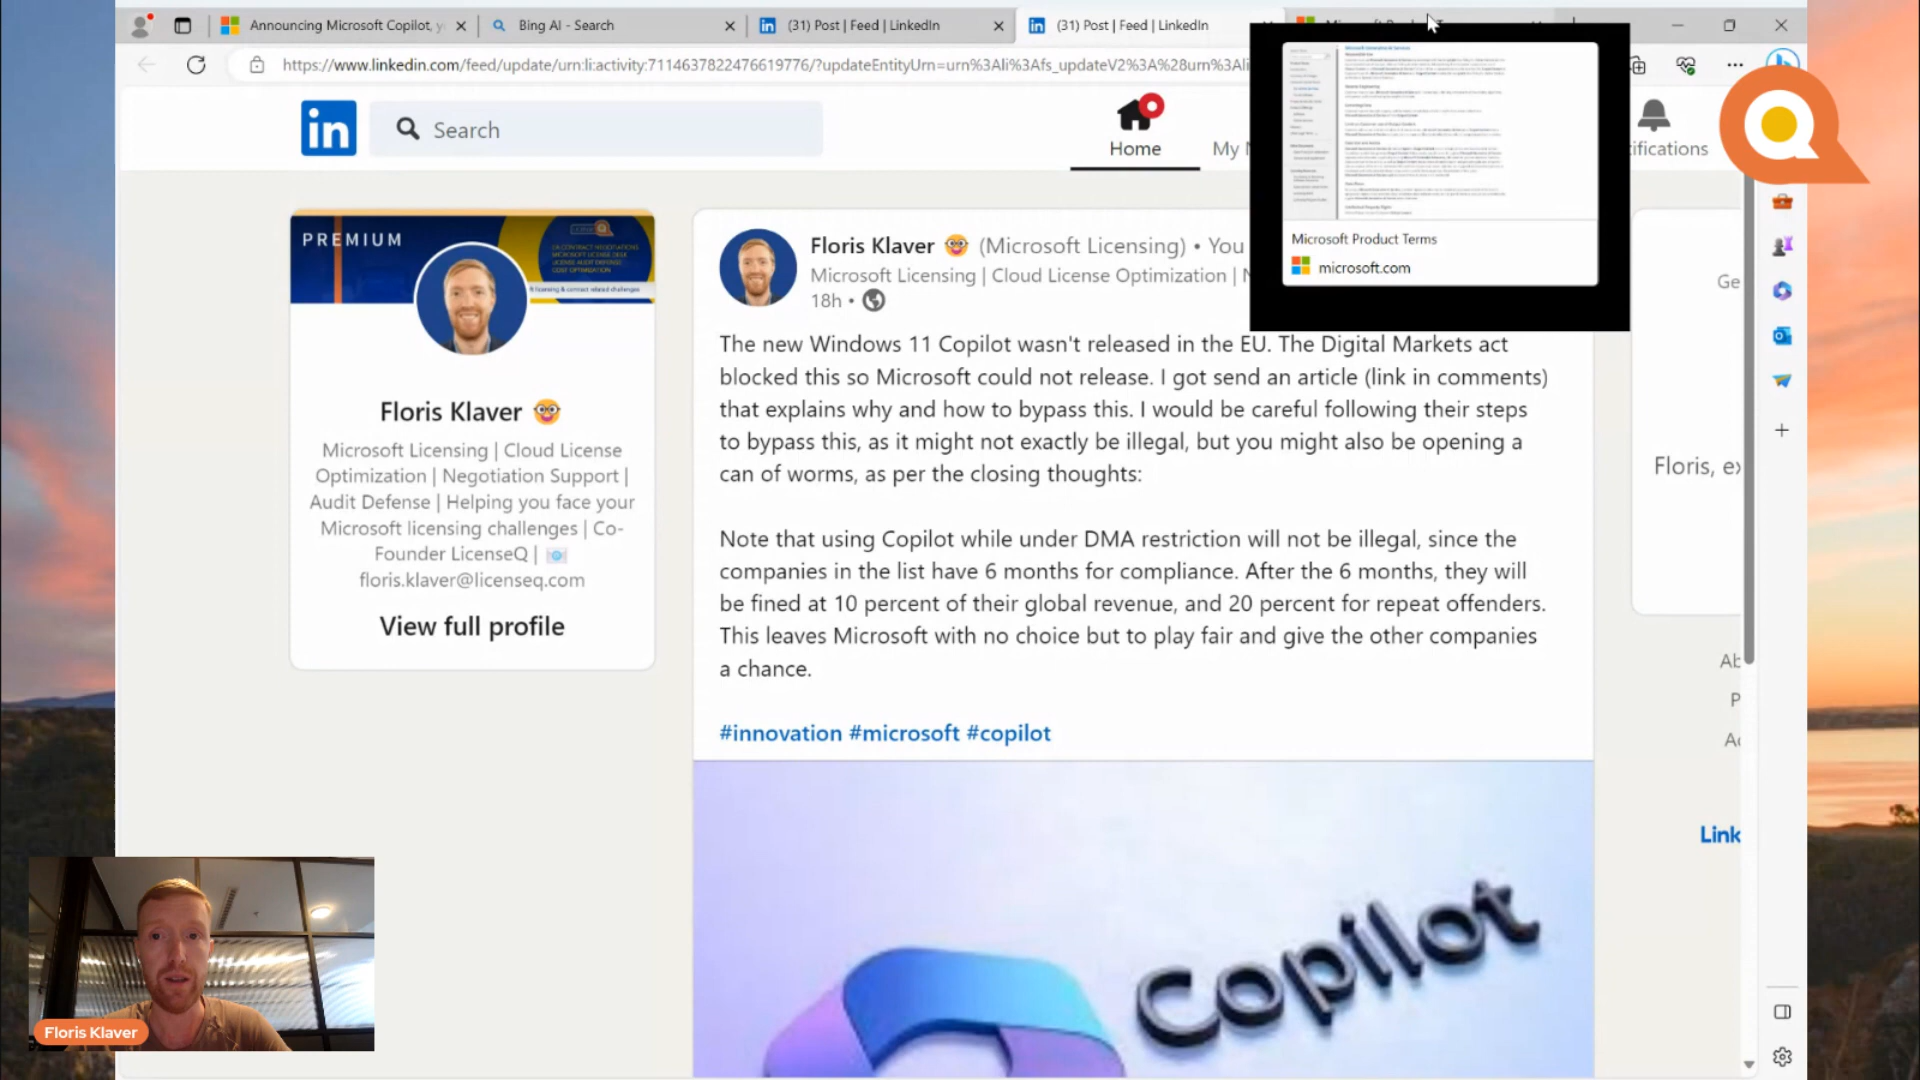 Announcing Microsoft Copilot, y
Bing AI - Search
(31) Post | Feed | LinkedIn
(31) Post | Feed | LinkedIn
https://www.linkedin.com/feed/update/urn:li:activity:7114637822476619776/?updateEntityUrn=urn%3Ali%3Afs_updateV2%3A%28urn%3Ali
in
Search
Home
My
tifications
Microsoft Product Terms
microsoft.com
PREMIUM
Floris Klaver
Microsoft Licensing | Cloud License
Optimization | Negotiation Support |
Audit Defense | Helping you face your
Microsoft licensing challenges | Co-
Founder LicenseQ |
floris.klaver@licenseq.com
View full profile
Floris Klaver (Microsoft Licensing) • You
Microsoft Licensing | Cloud License Optimization | N
18h •
The new Windows 11 Copilot wasn't released in the EU. The Digital Markets act
blocked this so Microsoft could not release. I got send an article (link in comments)
that explains why and how to bypass this. I would be careful following their steps
to bypass this, as it might not exactly be illegal, but you might also be opening a
can of worms, as per the closing thoughts:
Note that using Copilot while under DMA restriction will not be illegal, since the
companies in the list have 6 months for compliance. After the 6 months, they will
be fined at 10 percent of their global revenue, and 20 percent for repeat offenders.
This leaves Microsoft with no choice but to play fair and give the other companies
a chance.
#innovation #microsoft #copilot
Copilot
Ge
Floris, ex
Ab
P
Ac
Link
Floris Klaver